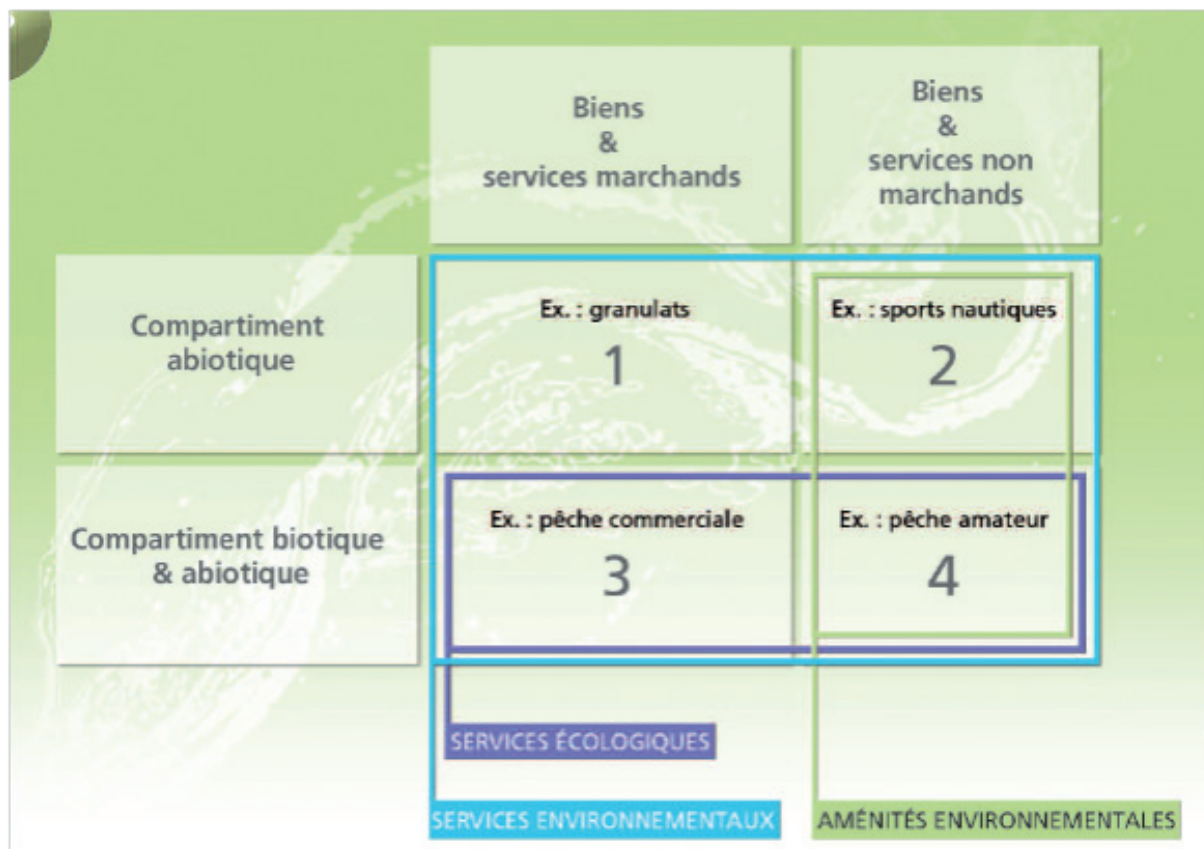 Biens
&
services marchands
Biens
&
services non
marchands
Compartiment
abiotique
Ex. : granulats
1
Ex. : sports nautiques
2
Compartiment biotique
& abiotique
Ex. : pêche commerciale
3
Ex. : pêche amateur
4
SERVICES ÉCOLOGIQUES
SERVICES ENVIRONNEMENTAUX
AMÉNITÉS ENVIRONNEMENTALES